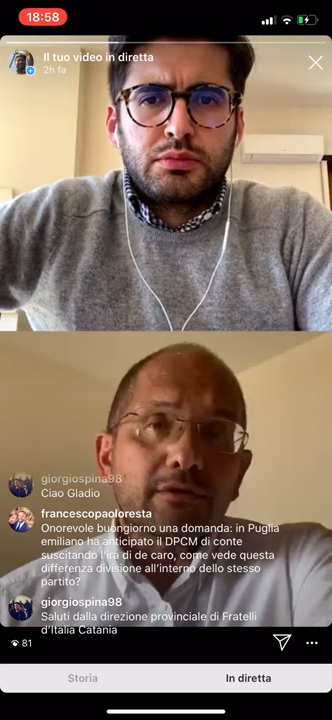 18:58
Il tuo video in diretta
2h fa
giorgiospina98
Ciao Gladio
francescopaoloresta
Onorevole buongiorno una domanda: in Puglia
emiliano ha anticipato il DPCM di conte
suscitando l'ira di de caro, come vede questa
differenza divisione all'interno dello stesso
partito?
giorgiospina98
Saluti dalla direzione provinciale di Fratelli
d'Italia Catania
81
Storia
In diretta